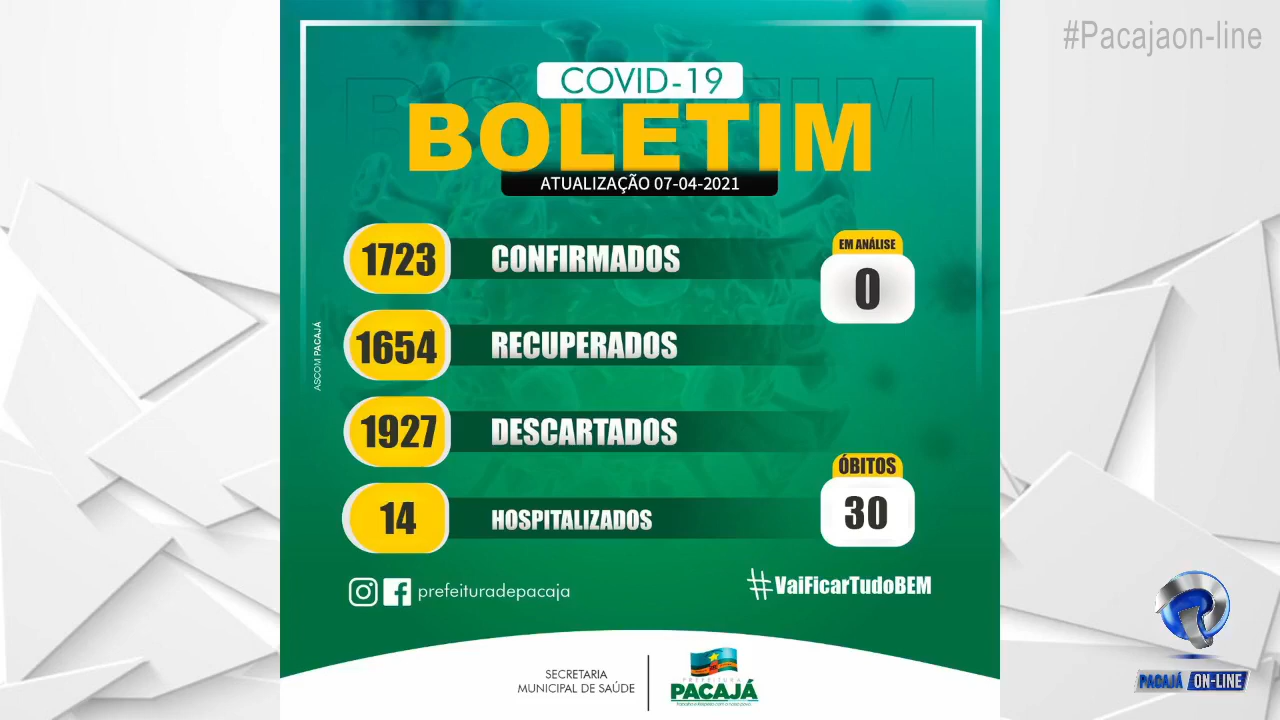 #Pacajaon-line
BOLETIM
COVID-19
BOLETIM
ATUALIZAÇÃO 07-04-2021
1723 CONFIRMADOS
EM ANÁLISE
0
1654 RECUPERADOS
ASCOM PACAJÁ
1927 DESCARTADOS
ÓBITOS
30
14 HOSPITALIZADOS
prefeituradepacaja
#VaiFicarTudoBEM
SECRETARIA
MUNICIPAL DE SAÚDE
PREFEITURA
PACAJÁ
PACAJÁ ON-LINE